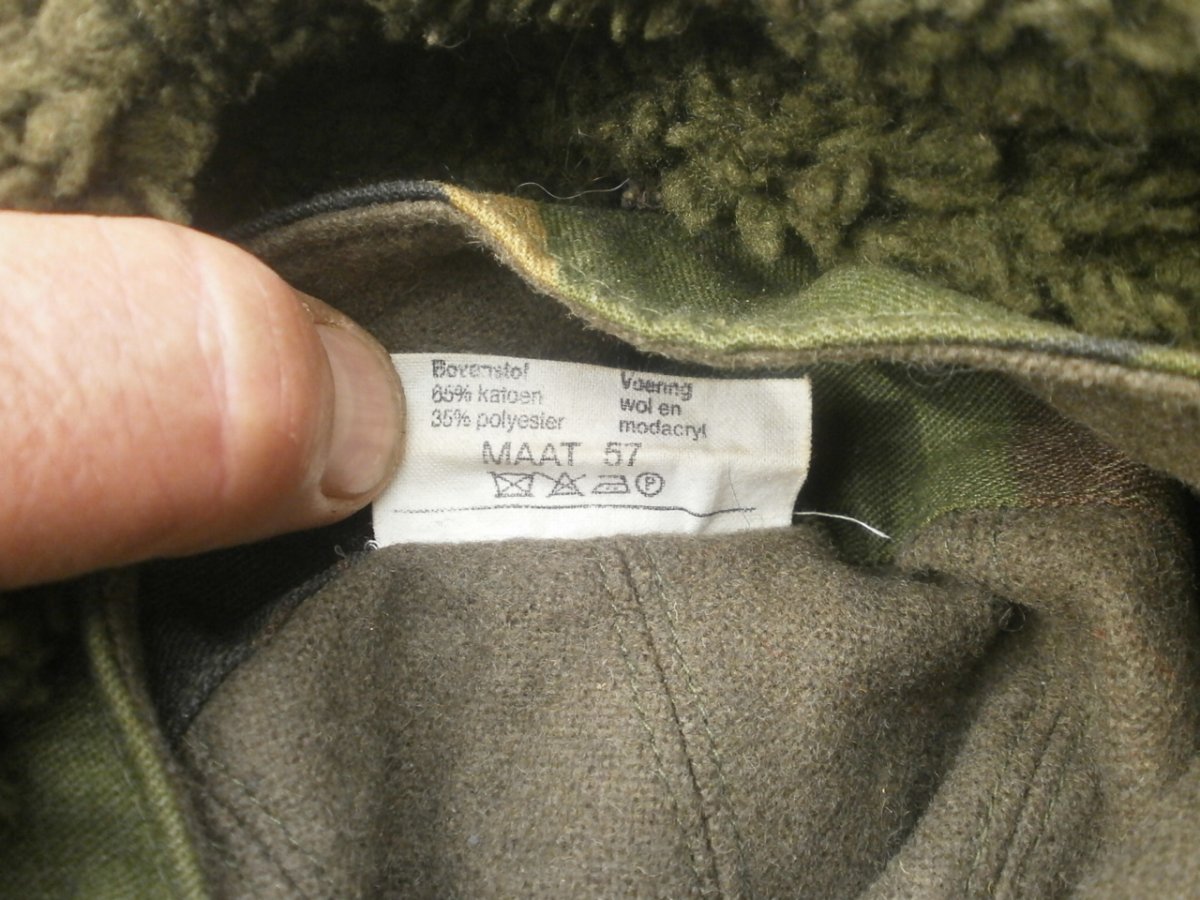 Bovenstof
65% katoen
35% polyester
Voering
wol en
modacryl
MAAT 57
P